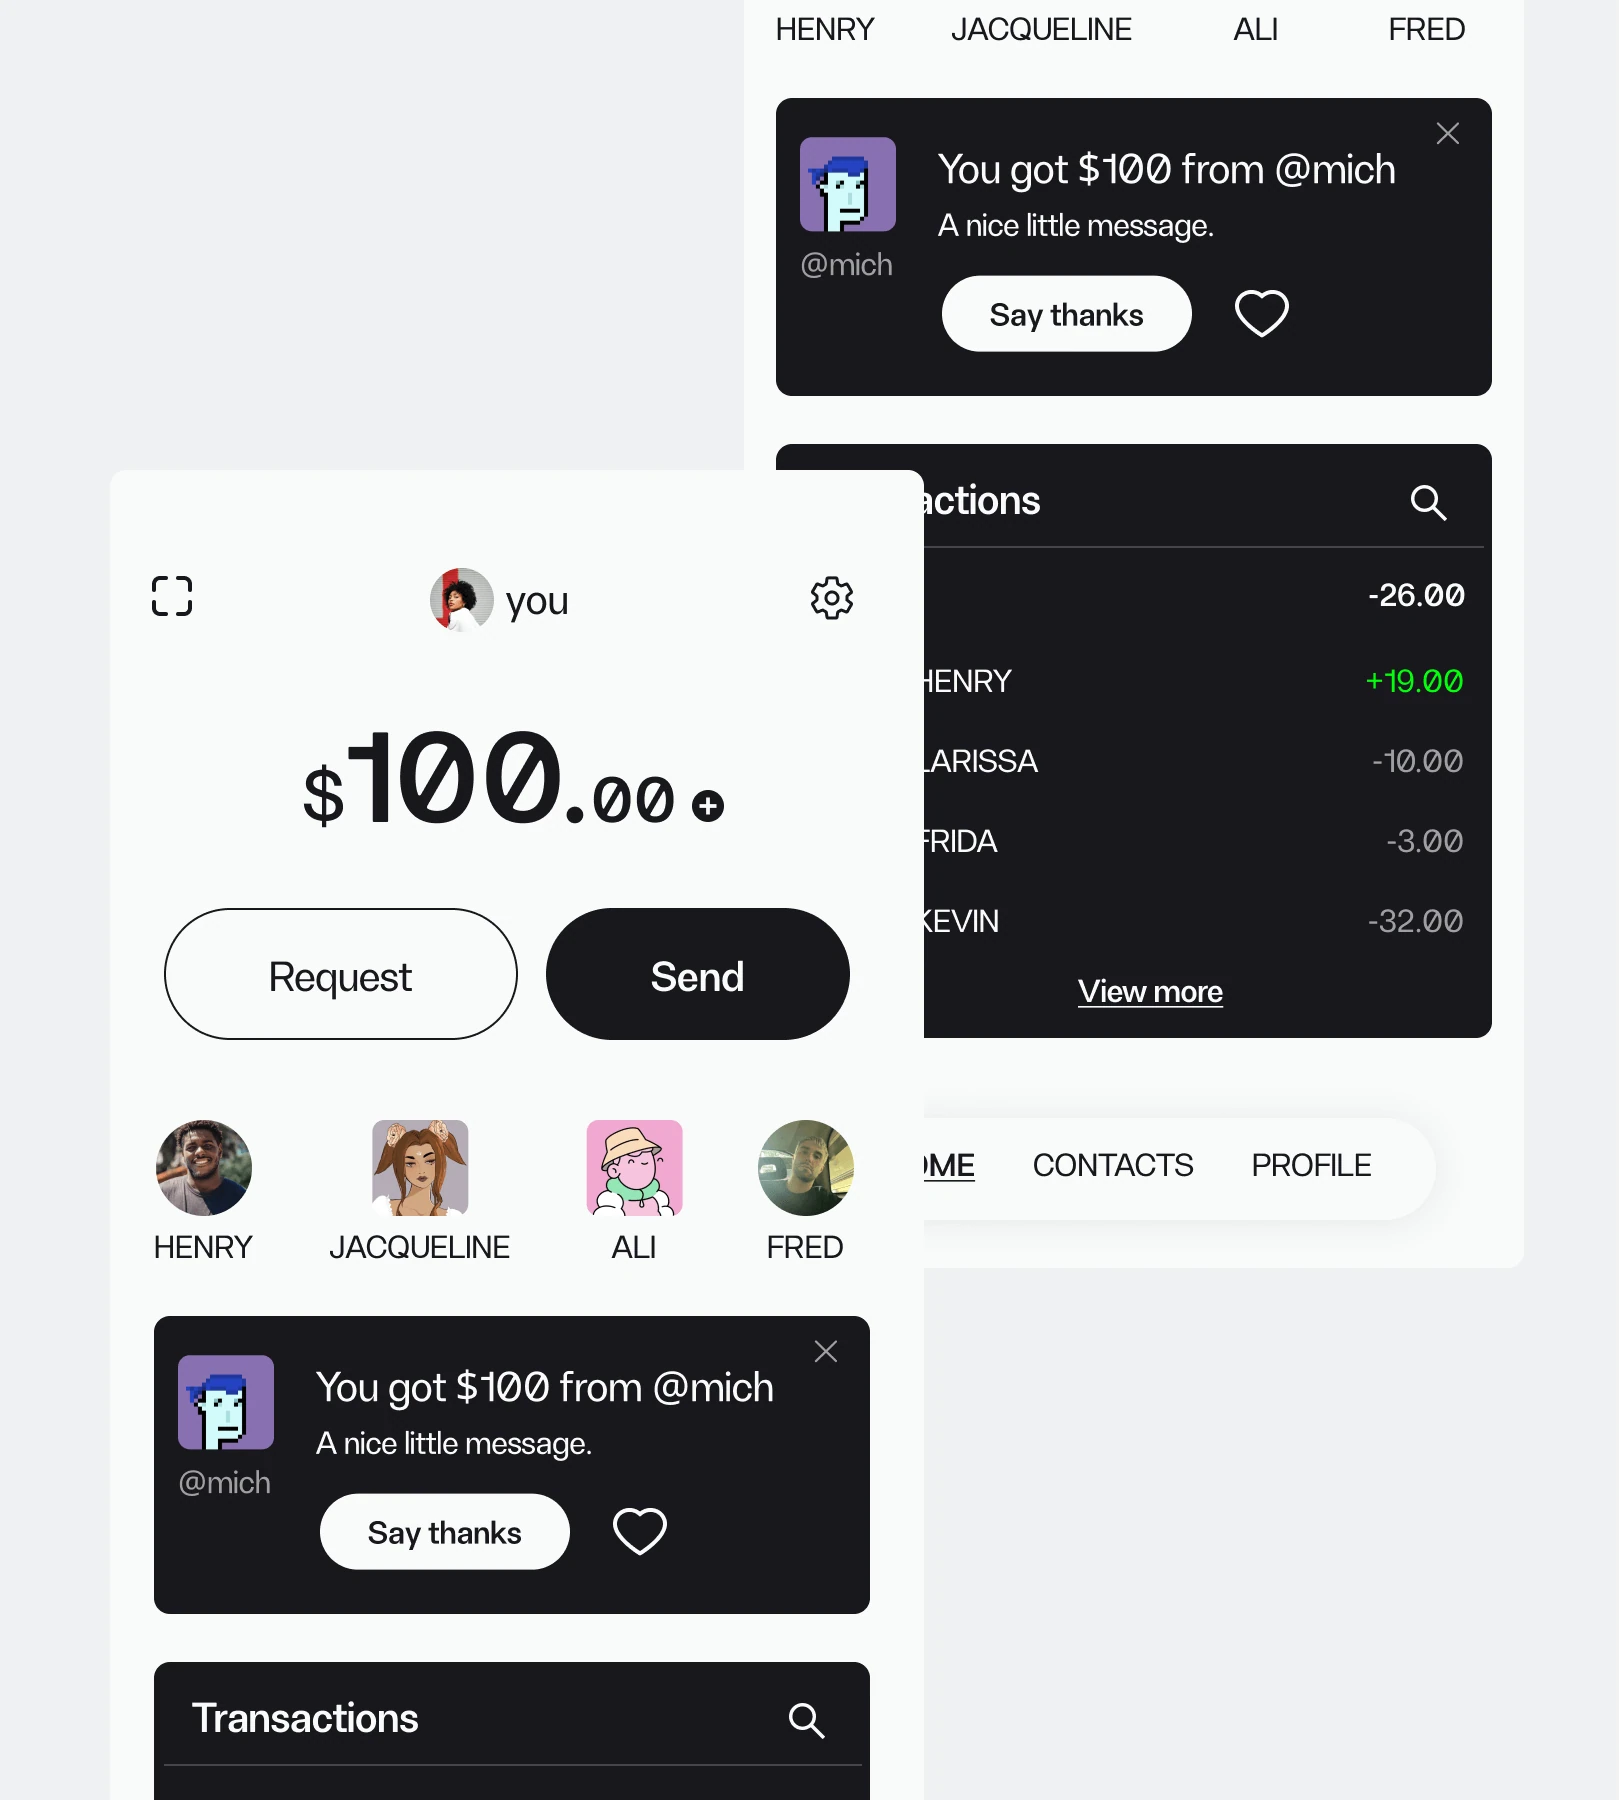 HENRY JACQUELINE ALI FRED
You got $100 from @mich
A nice little message.
@mich
Say thanks
actions
-26.00
HENRY +19.00
LARISSA -10.00
FRIDA -3.00
KEVIN -32.00
View more
OME CONTACTS PROFILE
you
$100.00
Request Send
HENRY JACQUELINE ALI FRED
You got $100 from @mich
A nice little message.
@mich
Say thanks
Transactions